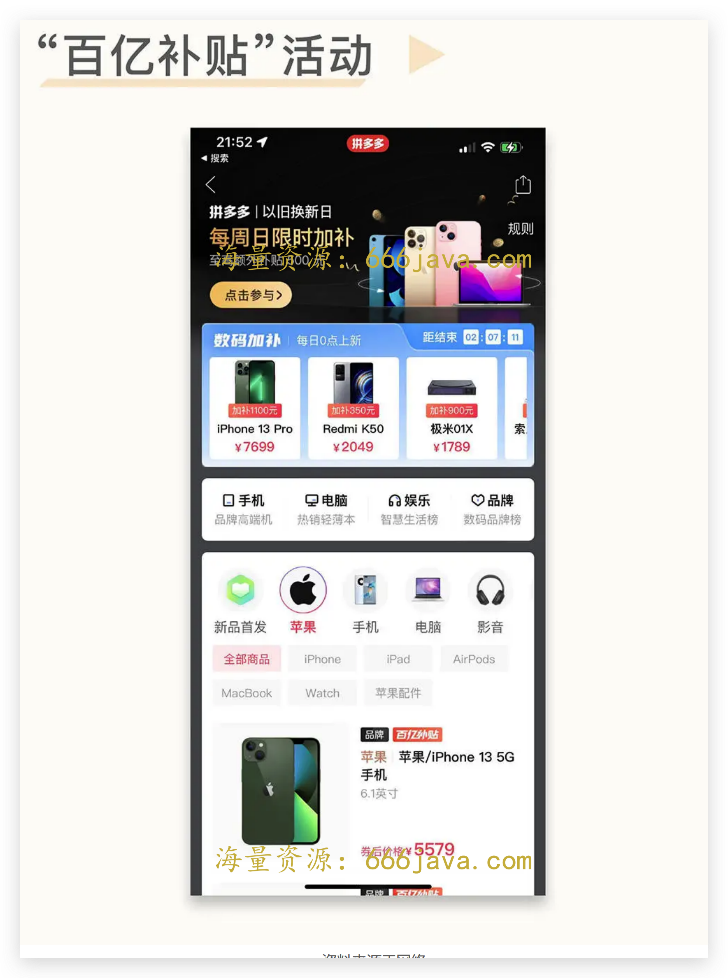 “百亿补贴”活动
21:52
拼多多
搜索
拼多多 | 以旧换新日
规则
每周日限时加补
海量资源：666java.com
点击参与>
数码加补 | 每日0点上新
距结束 02:07:11
加补1100元 加补350元 加补900元
iPhone 13 Pro Redmi K50 极米01X 索
¥7699 ¥2049 ¥1789
手机 电脑 娱乐 品牌
品牌高端机 热销轻薄本 智慧生活榜 数码品牌榜
新品首发 苹果 手机 电脑 影音
全部商品 iPhone iPad AirPods
MacBook Watch 苹果配件
品牌 百亿补贴
苹果 苹果/iPhone 13 5G
手机
6.1英寸
券后价格¥5579
海量资源：666java.com
品牌 百亿补贴
资料来源于网络